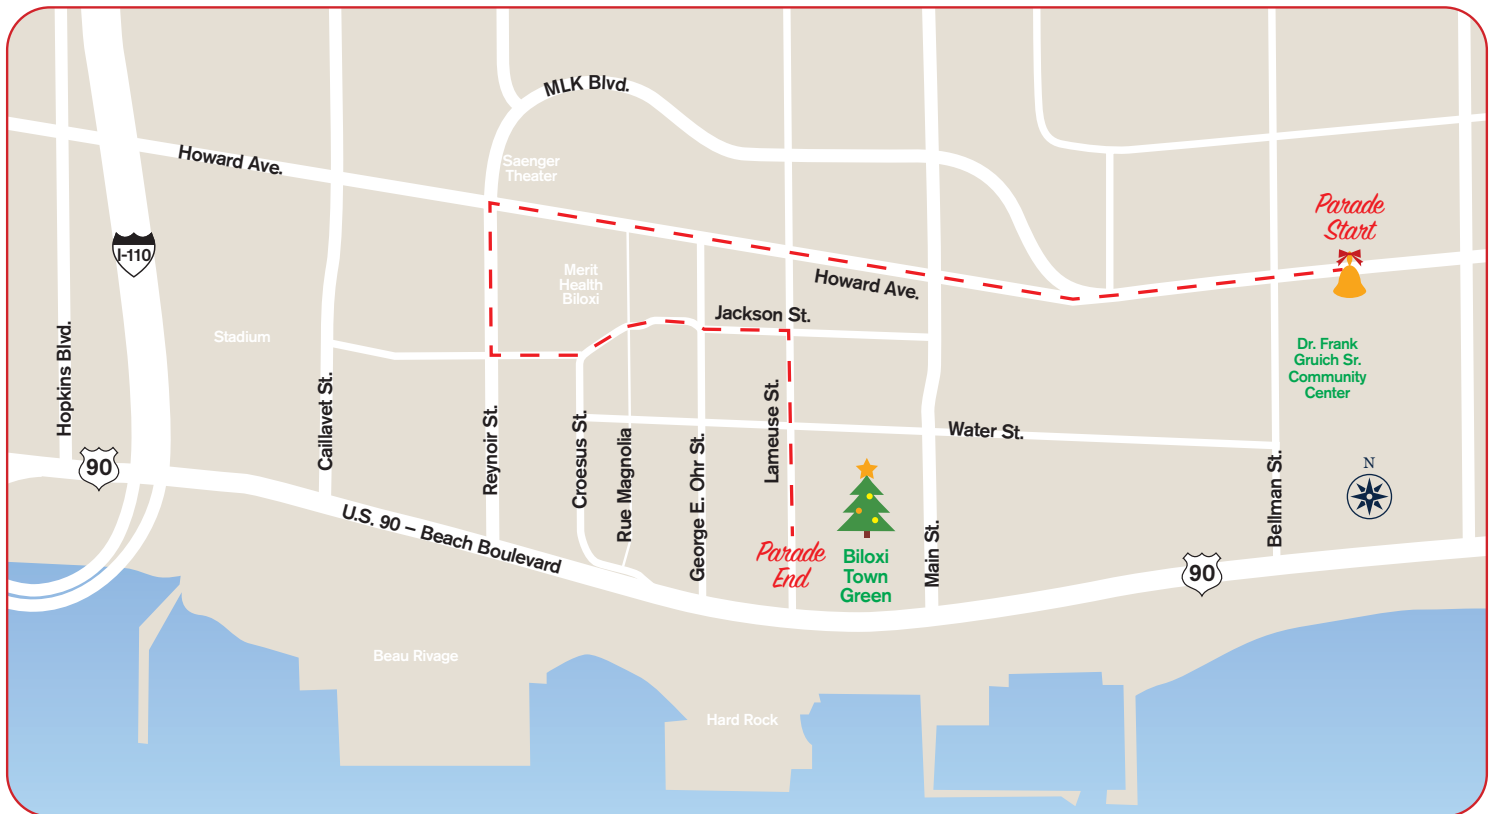 MLK Blvd.
Howard Ave.
Saenger
Theater
Parade
Start
I-110
Merit
Health
Biloxi
Howard Ave.
Jackson St.
Stadium
Dr. Frank
Gruich Sr.
Community
Center
Hopkins Blvd.
Caillavet St.
Reynoir St.
Croesus St.
Rue Magnolia
George E. Ohr St.
Lameuse St.
Water St.
Main St.
Bellman St.
N
90
U.S. 90 – Beach Boulevard
Parade
End
Biloxi
Town
Green
90
Beau Rivage
Hard Rock